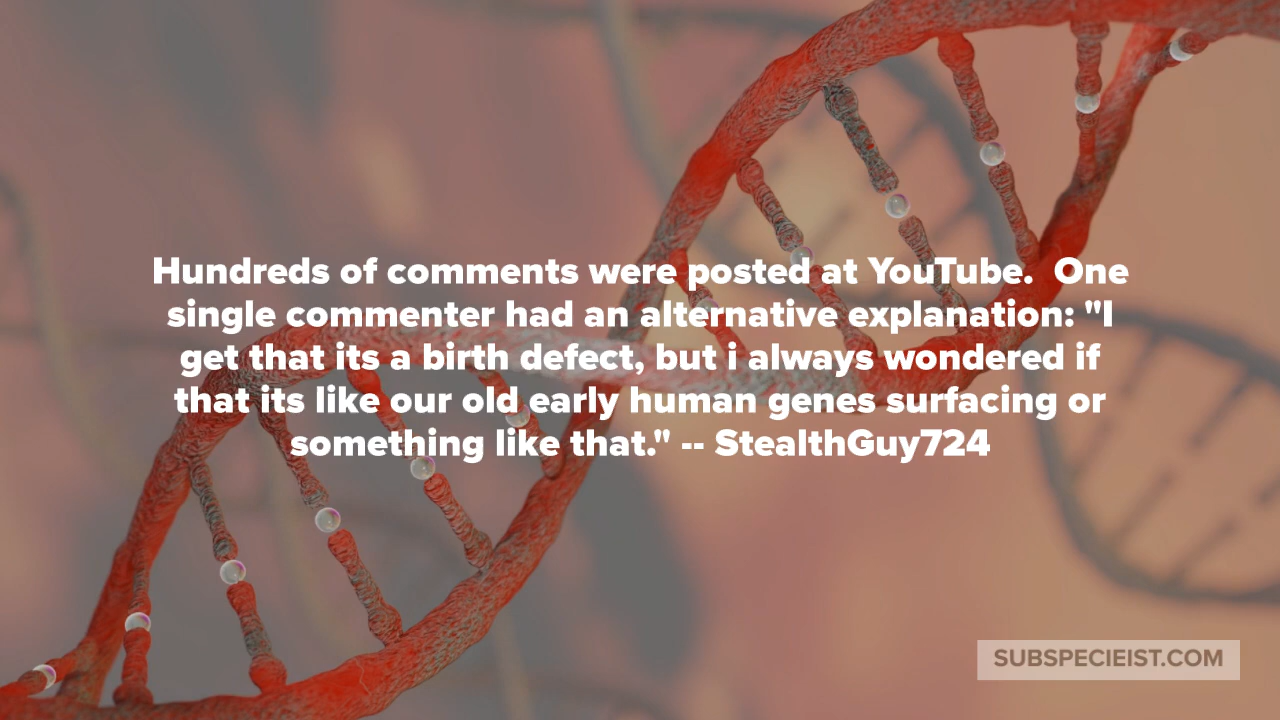 Hundreds of comments were posted at YouTube.  One
single commenter had an alternative explanation: "I
get that its a birth defect, but i always wondered if
that its like our old early human genes surfacing or
something like that." -- StealthGuy724
SUBSPECIEIST.COM